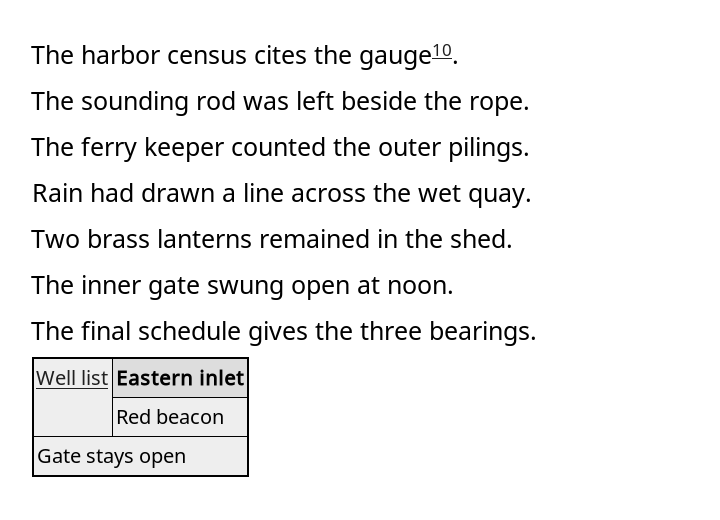 The harbor census cites the gauge10.
The sounding rod was left beside the rope.
The ferry keeper counted the outer pilings.
Rain had drawn a line across the wet quay.
Two brass lanterns remained in the shed.
The inner gate swung open at noon.
The final schedule gives the three bearings.
Well list Eastern inlet
Red beacon
Gate stays open